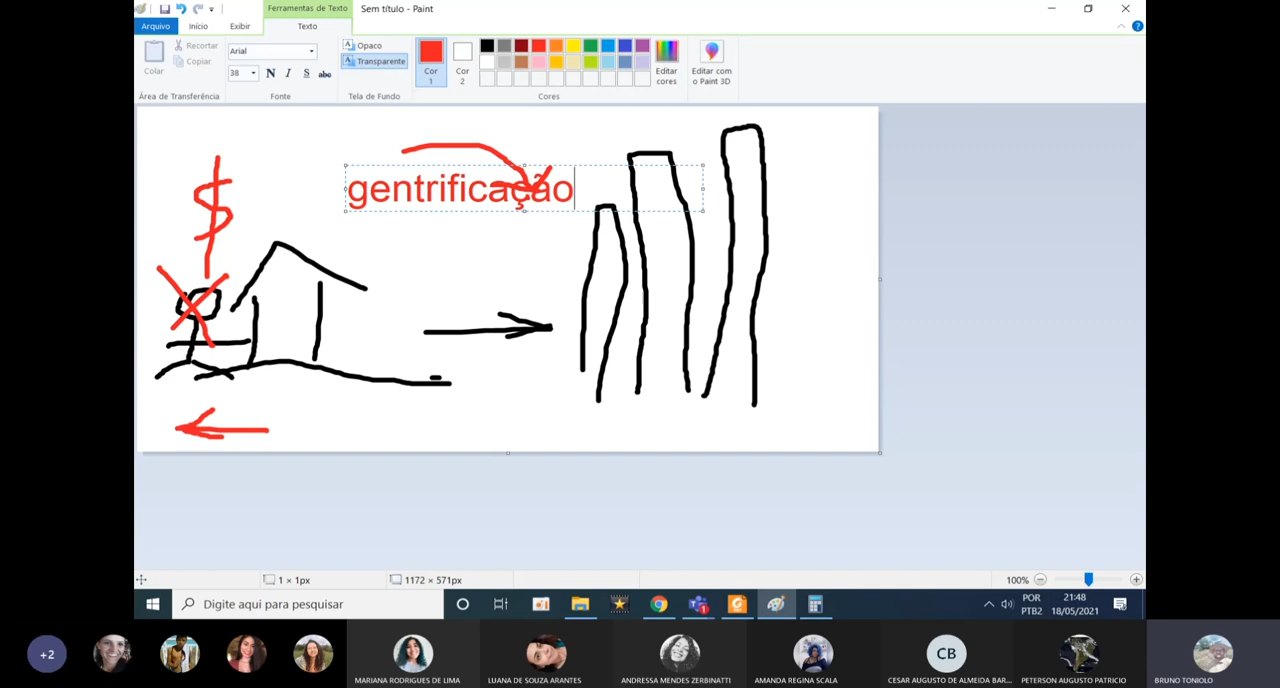 Ferramentas de Texto
Sem título - Paint
Arquivo
Início
Exibir
Texto
Colar
Recortar
Copiar
Área de Transferência
Arial
38
N I S abc
Fonte
Opaco
Transparente
Tela de Fundo
Cor
1
Cor
2
Cores
Editar
cores
Editar com
o Paint 3D
$
gentrificação
1 × 1px
1172 × 571px
100%
Digite aqui para pesquisar
POR
PTB2
21:48
18/05/2021
+2
MARIANA RODRIGUES DE LIMA
LUANA DE SOUZA ARANTES
ANDRESSA MENDES ZERBINATTI
AMANDA REGINA SCALA
CB
CESAR AUGUSTO DE ALMEIDA BAR...
PETERSON AUGUSTO PATRICIO
BRUNO TONIOLO